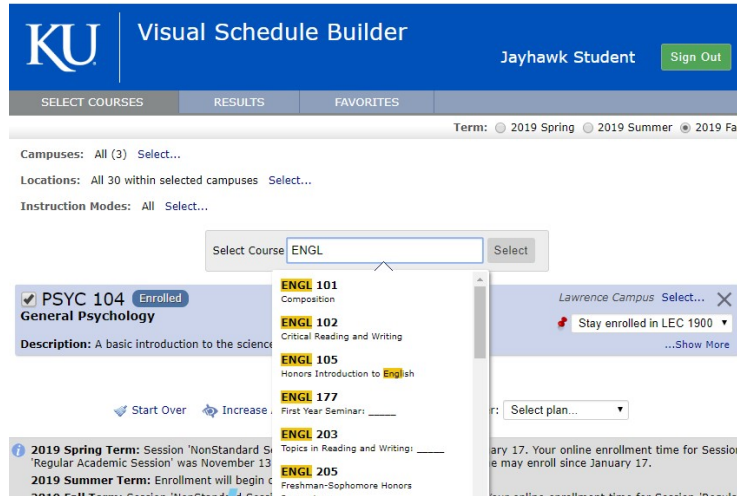 KU
Visual Schedule Builder
Jayhawk Student
Sign Out
SELECT COURSES RESULTS FAVORITES
Term: 2019 Spring 2019 Summer 2019 Fa
Campuses: All (3) Select...
Locations: All 30 within selected campuses Select...
Instruction Modes: All Select...
Select Course ENGL Select
ENGL 101
Composition
ENGL 102
Critical Reading and Writing
ENGL 105
Honors Introduction to English
ENGL 177
First Year Seminar: _____
ENGL 203
Topics in Reading and Writing: _____
ENGL 205
Freshman-Sophomore Honors
PSYC 104 Enrolled
Lawrence Campus Select...
General Psychology
Stay enrolled in LEC 1900
Description: A basic introduction to the science
...Show More
Start Over Increase
r: Select plan...
2019 Spring Term: Session 'NonStandard S
ary 17. Your online enrollment time for Session
'Regular Academic Session' was November 13
e may enroll since January 17.
2019 Summer Term: Enrollment will begin